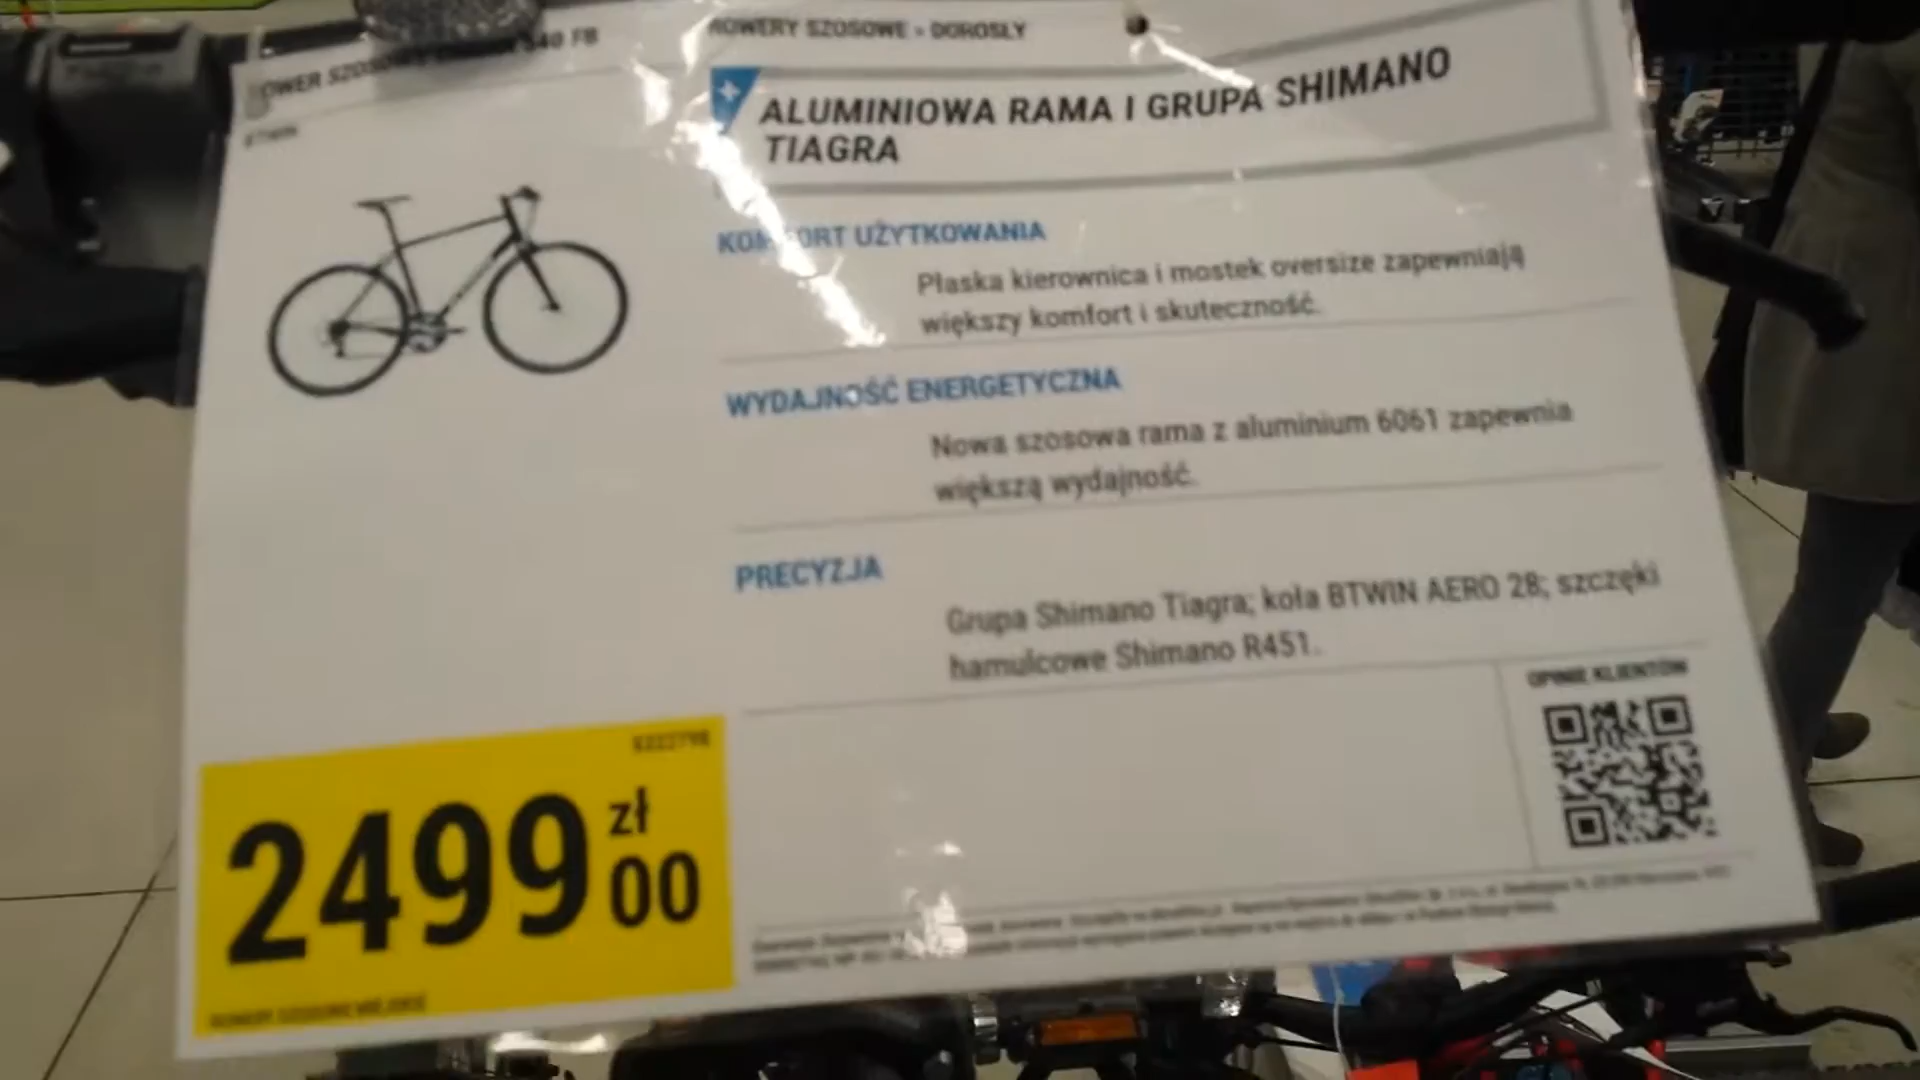 540 FB
ROWERY SZOSOWE - DOROSŁY
ALUMINIOWA RAMA I GRUPA SHIMANO
TIAGRA
KOMFORT UŻYTKOWANIA
Płaska kierownica i mostek oversize zapewniają
większy komfort i skuteczność.
WYDAJNOŚĆ ENERGETYCZNA
Nowa szosowa rama z aluminium 6061 zapewnia
większą wydajność.
PRECYZJA
Grupa Shimano Tiagra; koła BTWIN AERO 28; szczęki
hamulcowe Shimano R451.
OPINIE KLIENTÓW
2499 zł
00